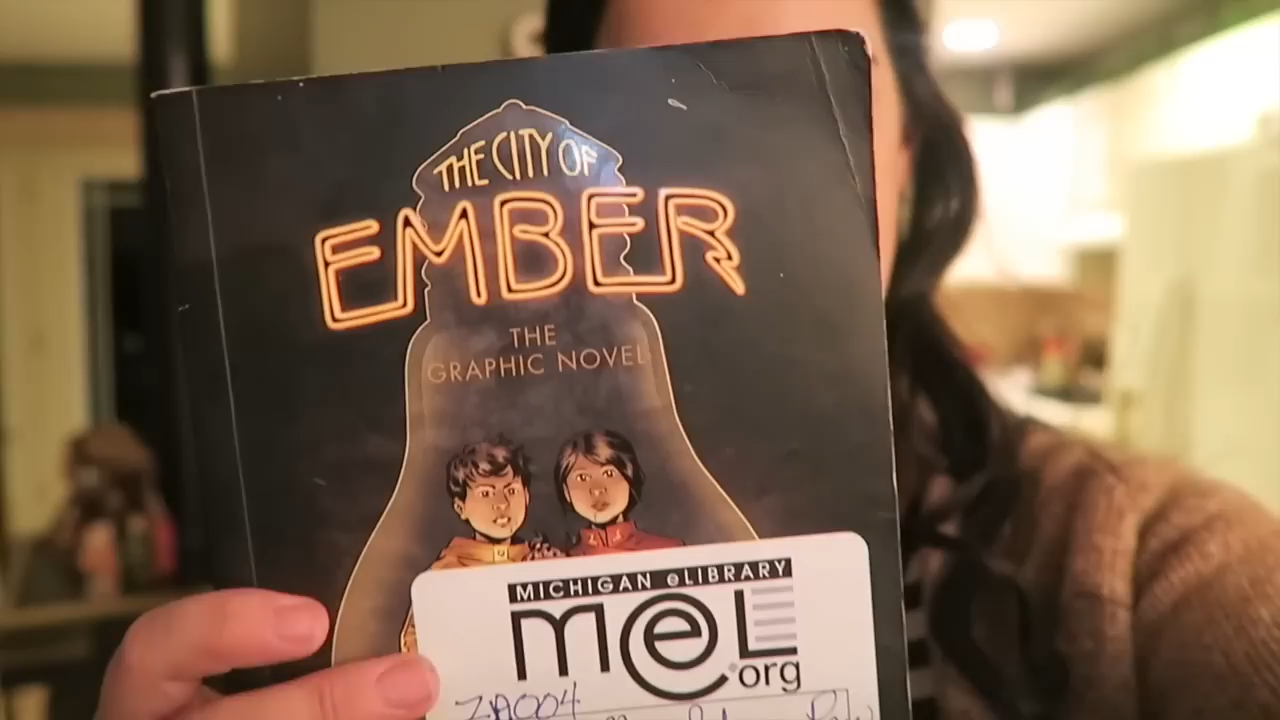 THE CITY OF
EMBER
THE
GRAPHIC NOVEL
MICHIGAN eLIBRARY
meL
.org
ZA004